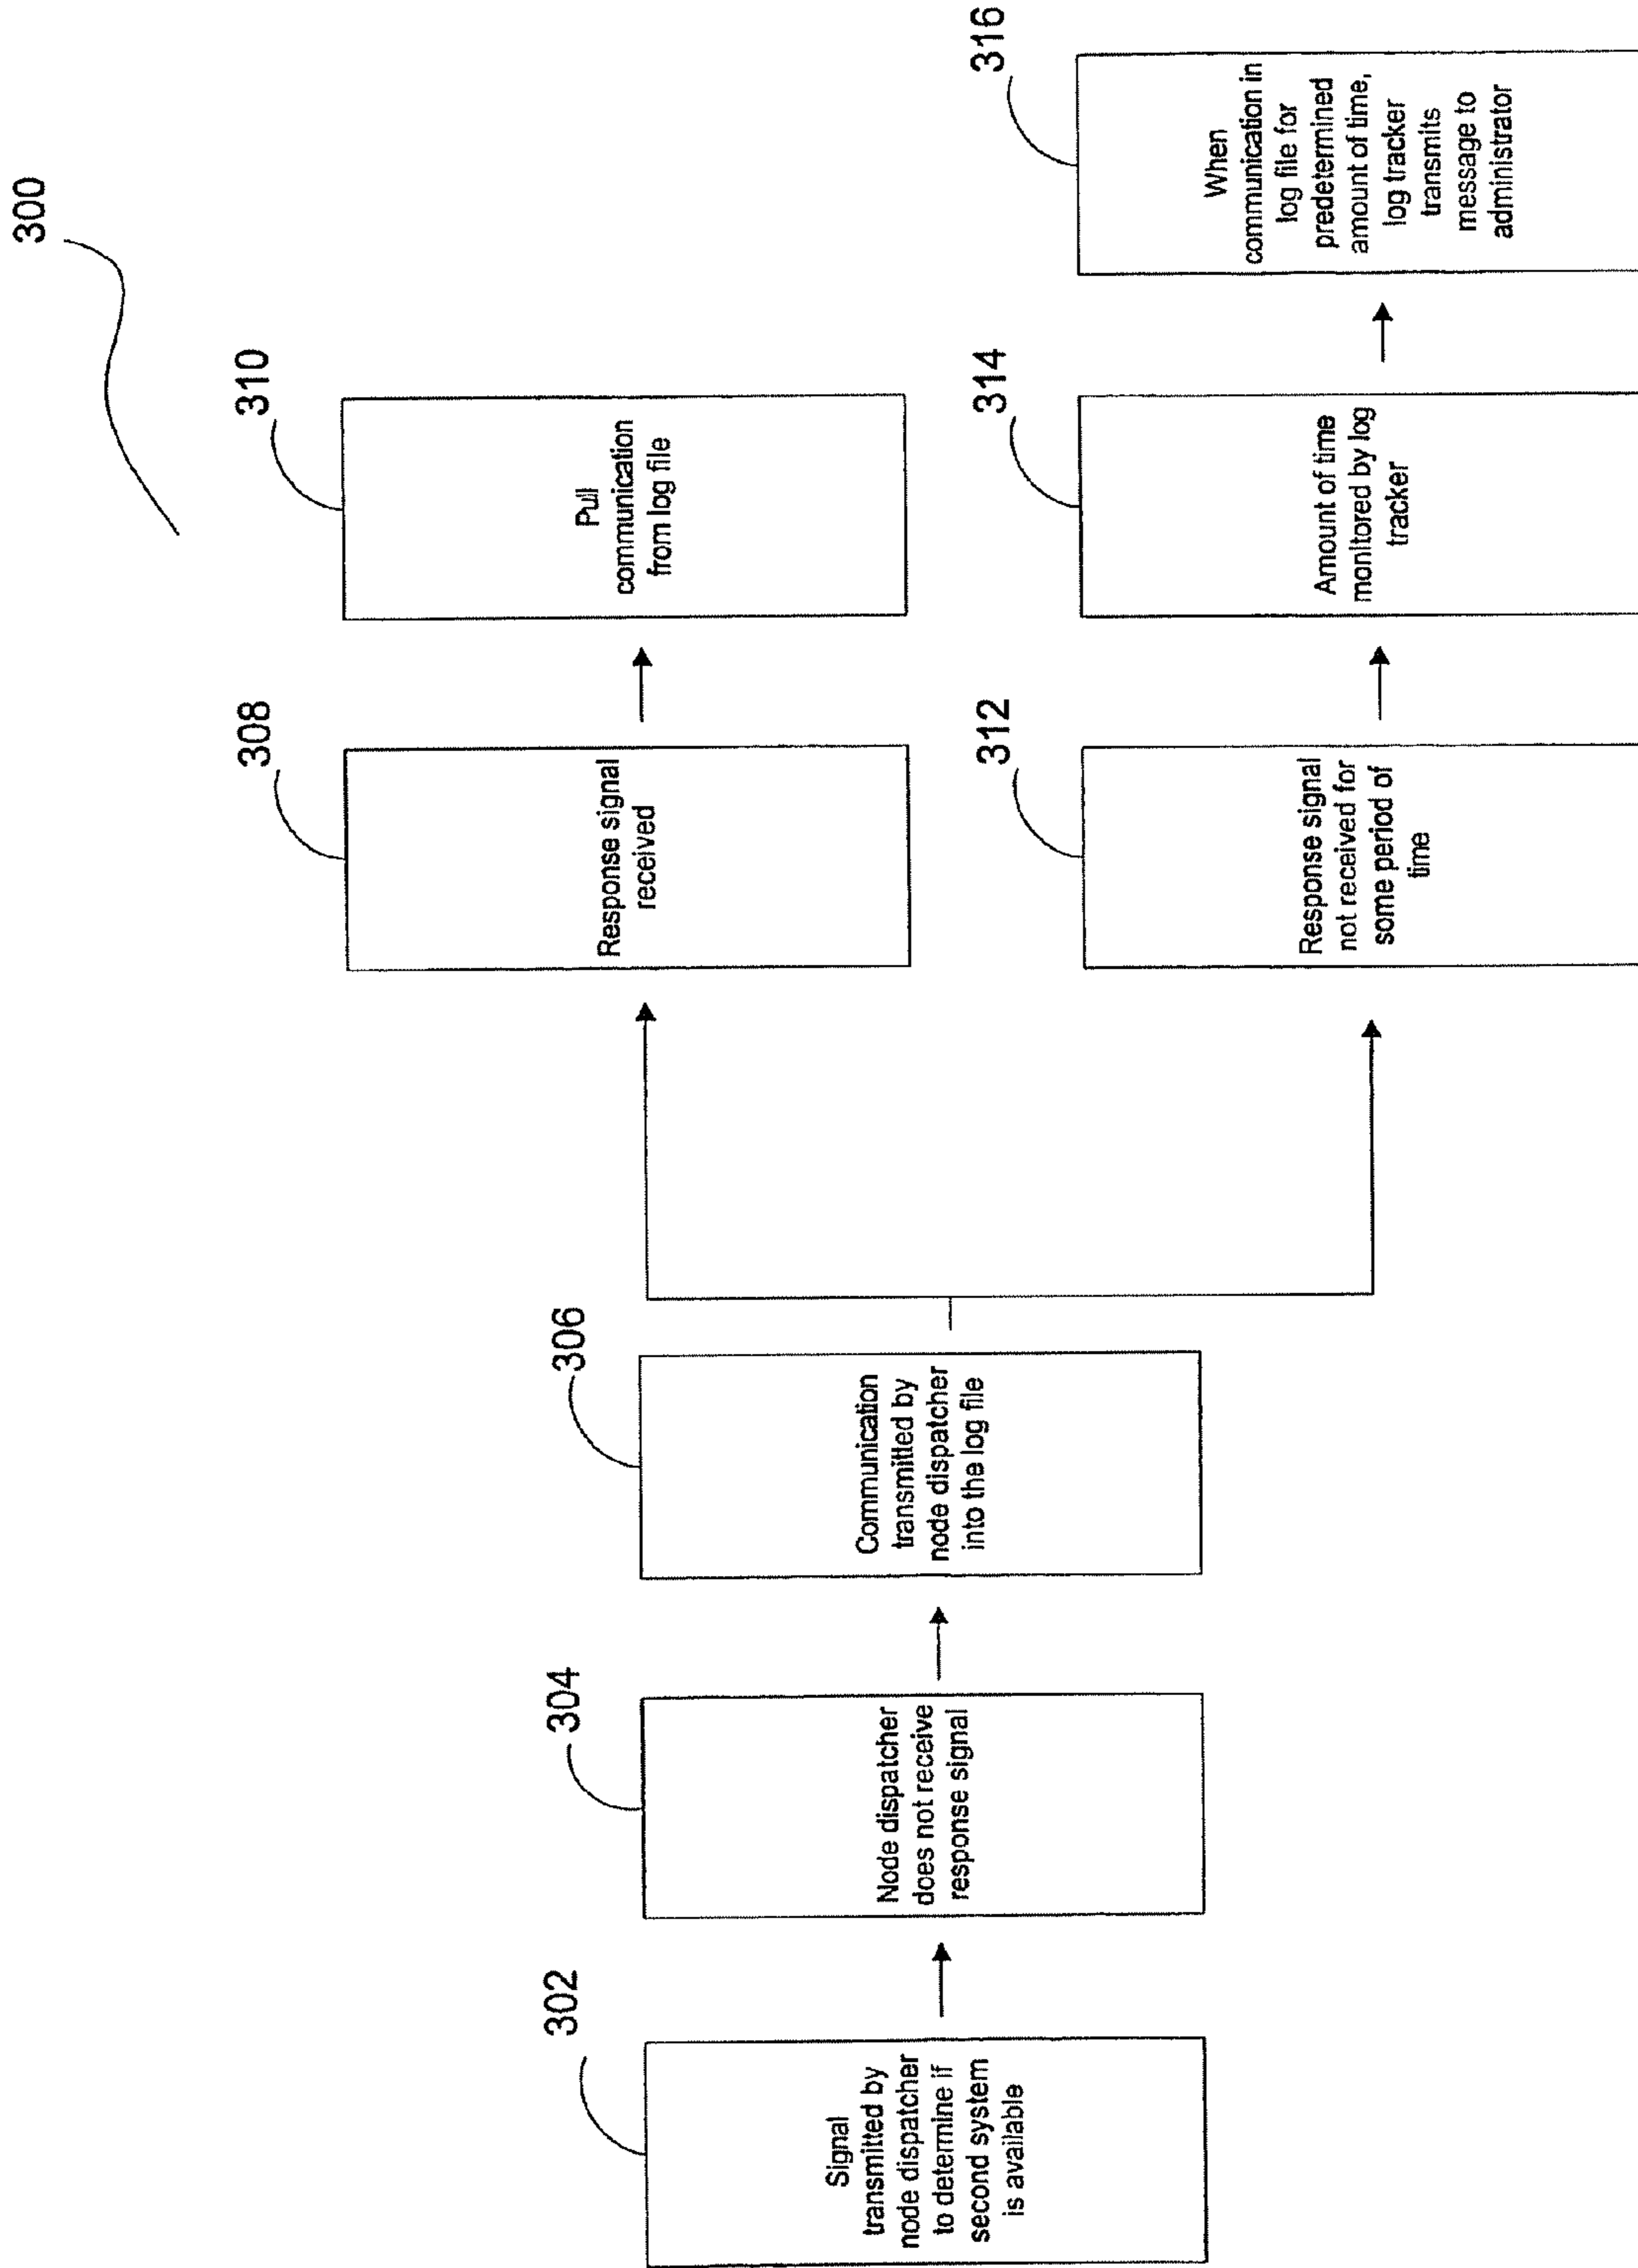 300
302
Signal
transmitted by
node dispatcher
to determine if
second system
is available
304
Node dispatcher
does not receive
response signal
306
Communication
transmitted by
node dispatcher
into the log file
308
Response signal
received
310
Pull
communication
from log file
312
Response signal
not received for
some period of
time
314
Amount of time
monitored by log
tracker
316
When
communication in
log file for
predetermined
amount of time,
log tracker
transmits
message to
administrator